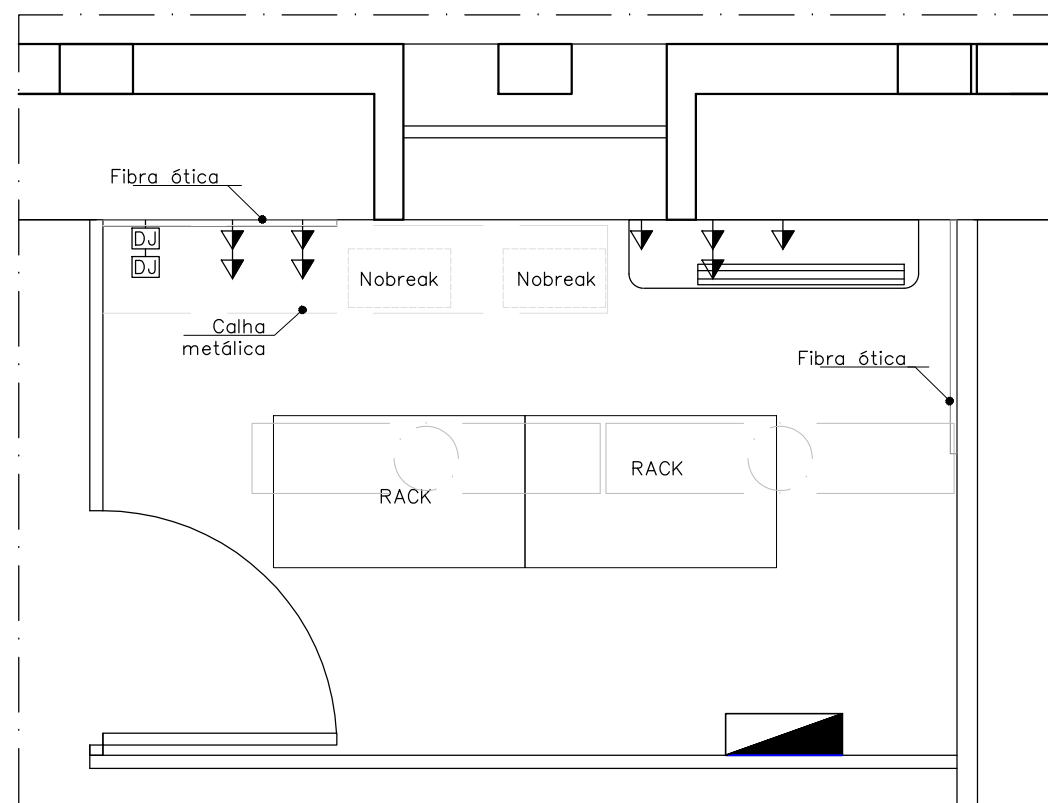 Fibra ótica
DJ
DJ
Nobreak
Nobreak
Calha
metálica
Fibra ótica
RACK
RACK